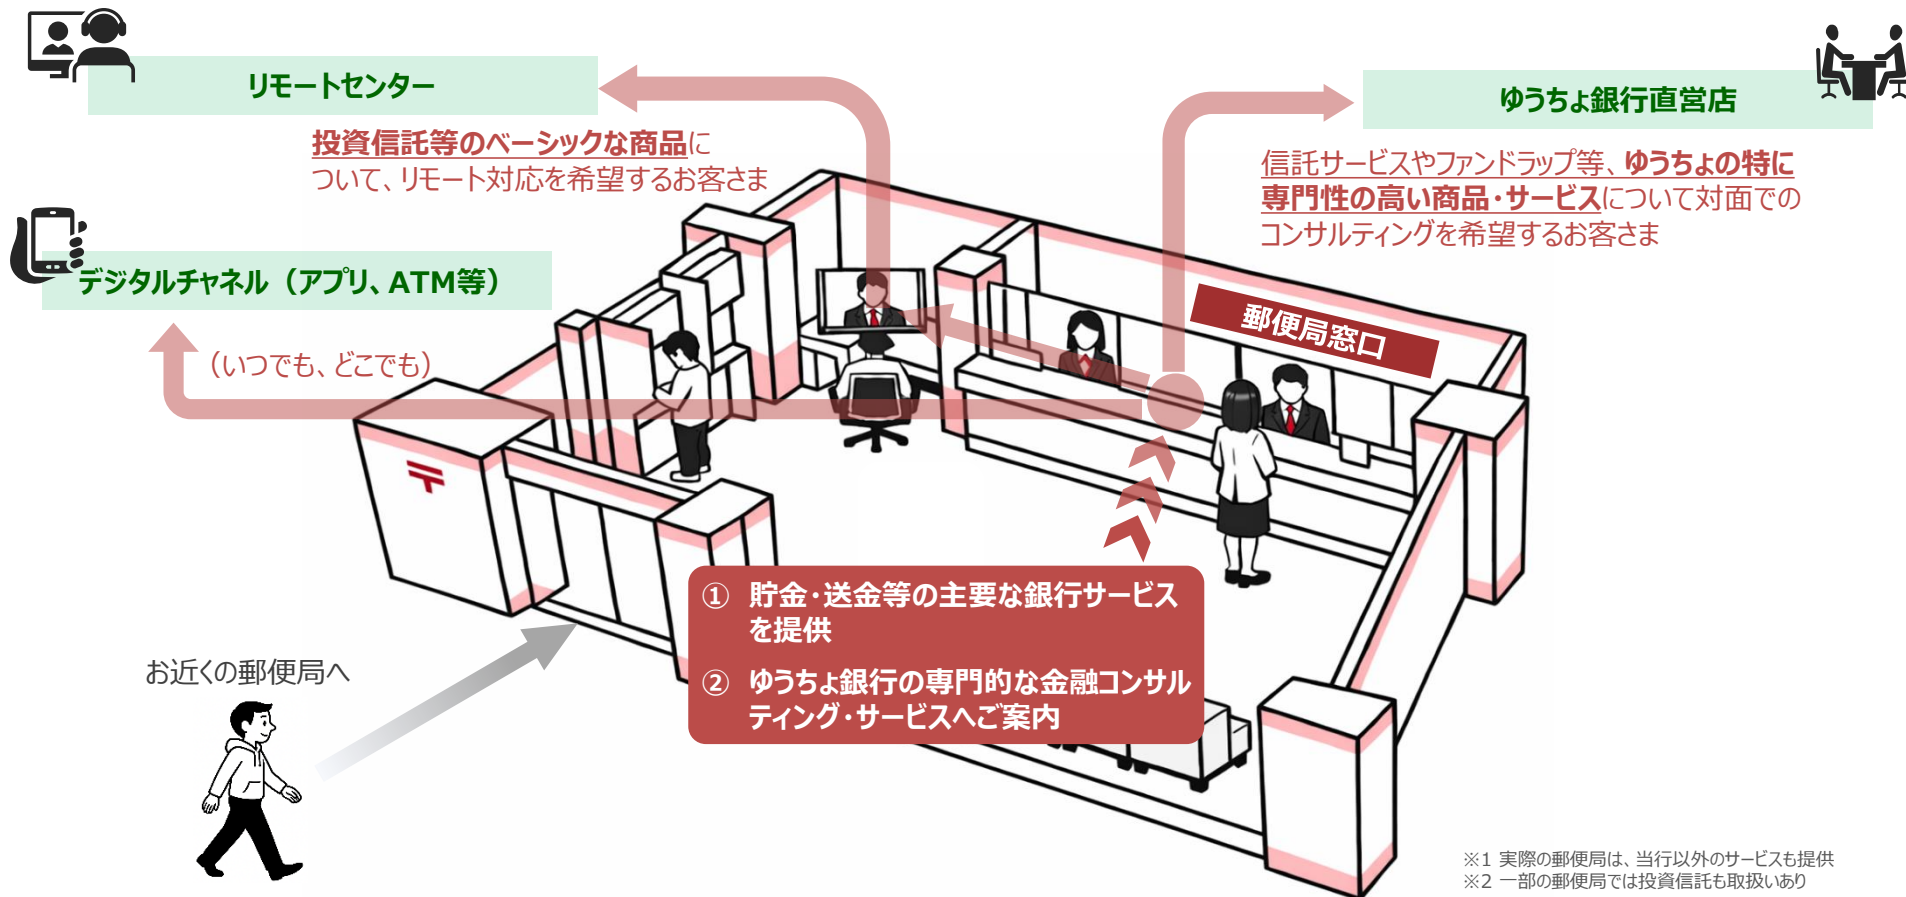 リモートセンター
投資信託等のベーシックな商品に
ついて、リモート対応を希望するお客さま
ゆうちょ銀行直営店
信託サービスやファンドラップ等、ゆうちょの特に
専門性の高い商品・サービスについて対面での
コンサルティングを希望するお客さま
デジタルチャネル（アプリ、ATM等）
（いつでも、どこでも）
郵便局窓口
〒
① 貯金・送金等の主要な銀行サービス
を提供
② ゆうちょ銀行の専門的な金融コンサル
ティング・サービスへご案内
お近くの郵便局へ
※1 実際の郵便局は、当行以外のサービスも提供
※2 一部の郵便局では投資信託も取扱いあり